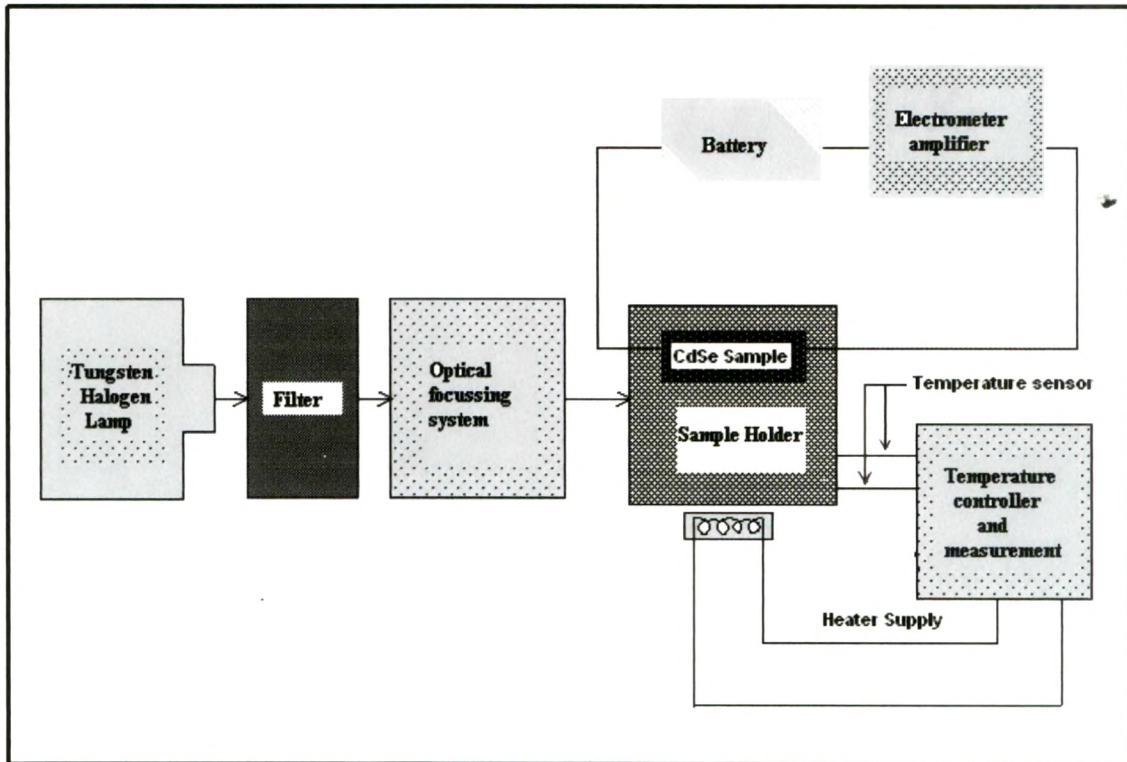 Battery
Electrometer
amplifier
Tungsten
Halogen
Lamp
Filter
Optical
focussing
system
CdSe Sample
Sample Holder
Temperature sensor
Temperature
controller
and
measurement
Heater Supply